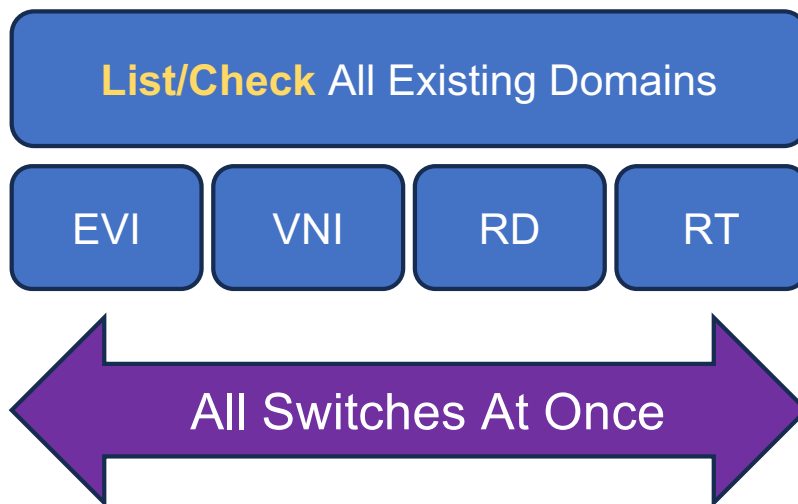 List/Check All Existing Domains
EVI VNI RD RT
All Switches At Once